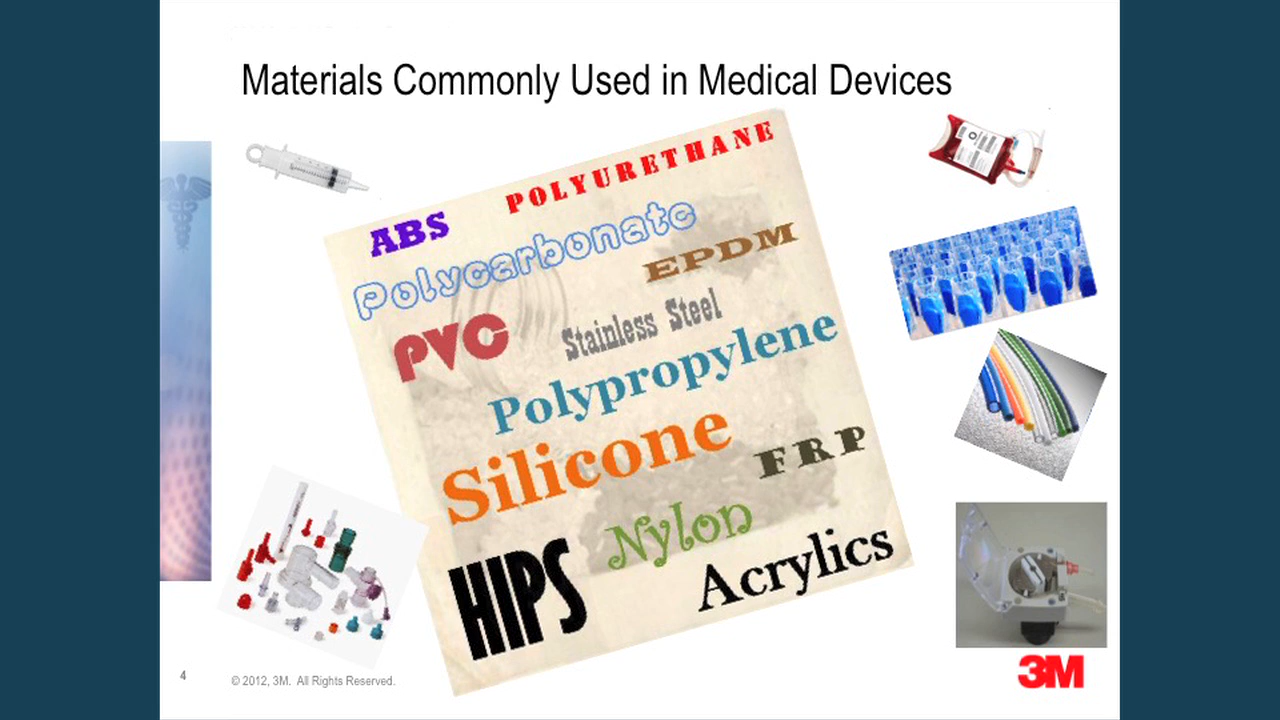 Materials Commonly Used in Medical Devices
POLYURETHANE
ABS
Polycarbonate
EPDM
PVC
Stainless Steel
Polypropylene
Silicone
FRP
Nylon
HIPS
Acrylics
4
© 2012, 3M. All Rights Reserved.
3M